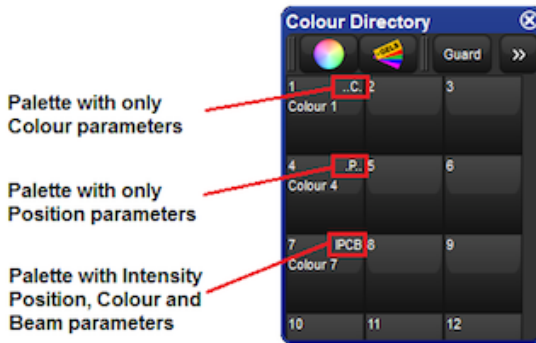 Colour Directory
GELS
Guard
»
1 ..C. 2 3
Colour 1
Palette with only
Colour parameters
4 .P.. 5 6
Colour 4
Palette with only
Position parameters
7 IPCB 8 9
Colour 7
Palette with Intensity
Position, Colour and
Beam parameters
10 11 12